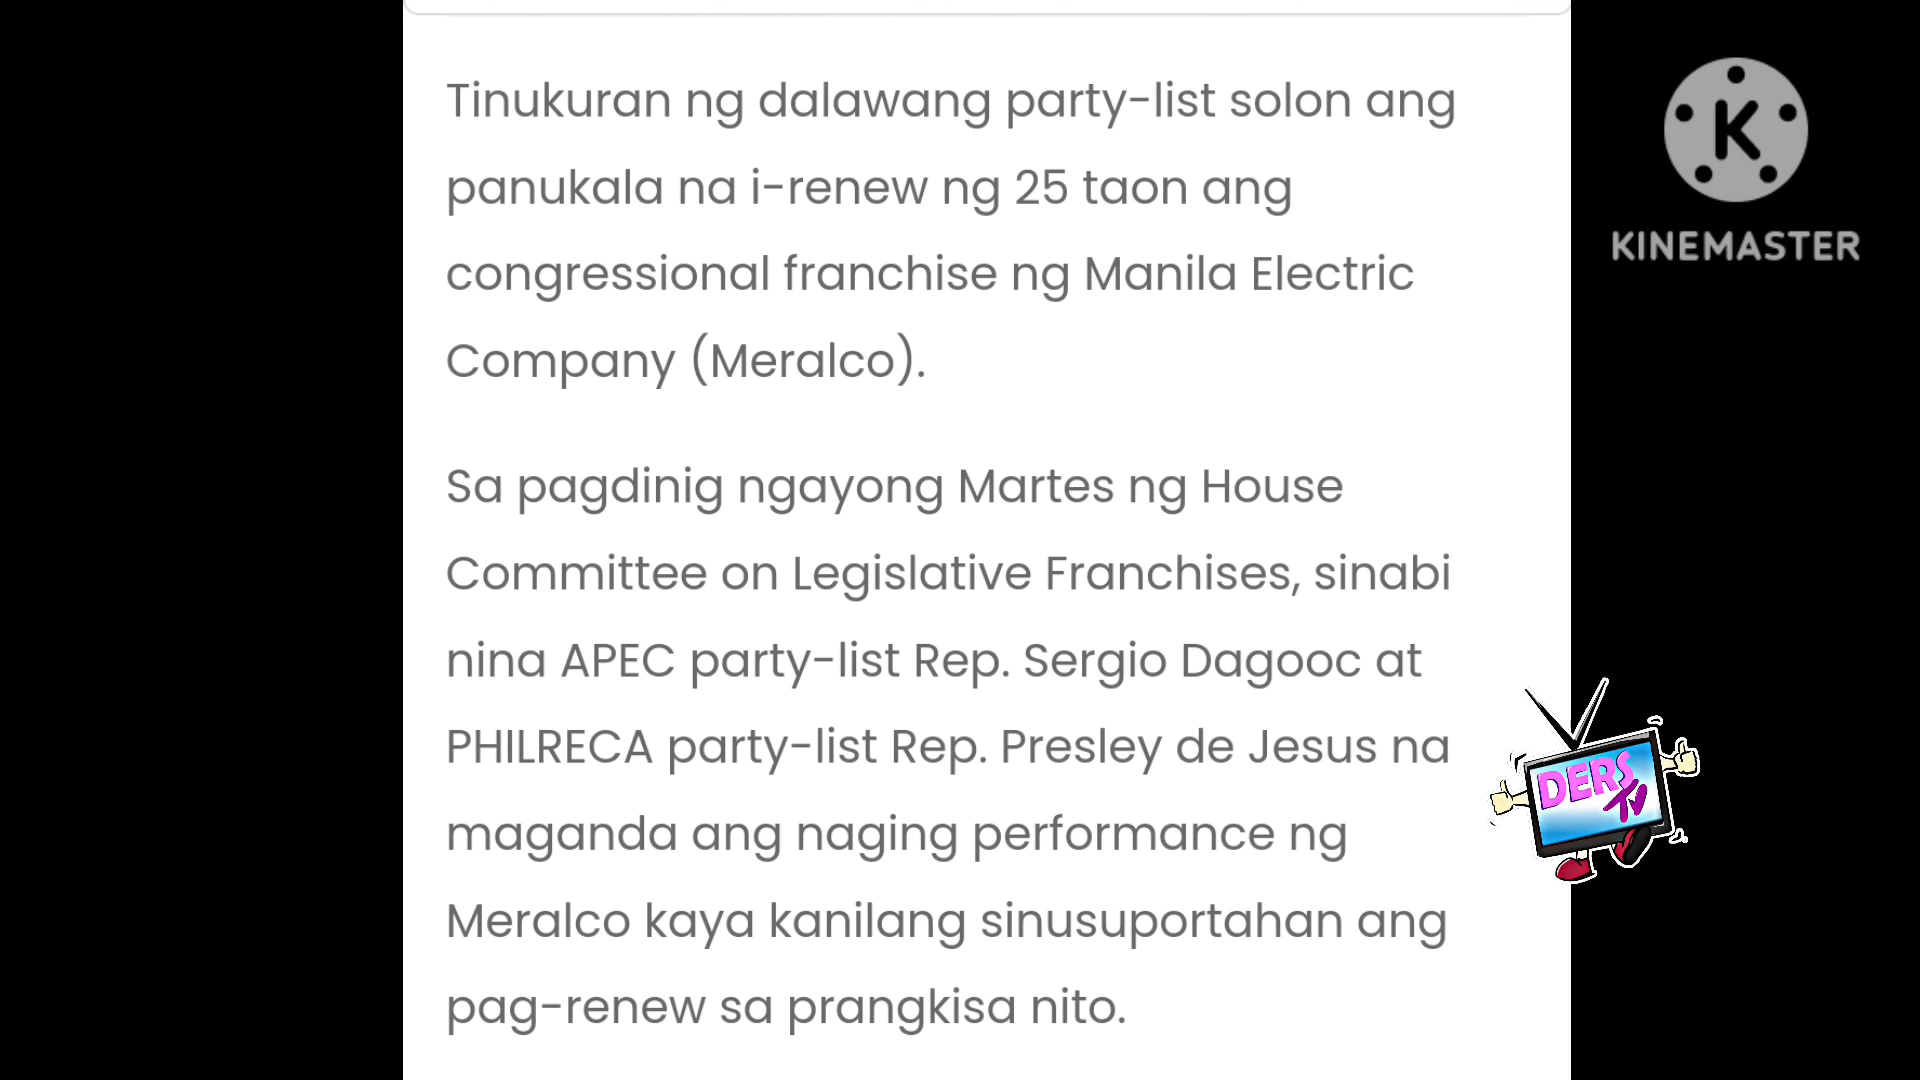 Tinukuran ng dalawang party-list solon ang
panukala na i-renew ng 25 taon ang
congressional franchise ng Manila Electric
Company (Meralco).
Sa pagdinig ngayong Martes ng House
Committee on Legislative Franchises, sinabi
nina APEC party-list Rep. Sergio Dagooc at
PHILRECA party-list Rep. Presley de Jesus na
maganda ang naging performance ng
Meralco kaya kanilang sinusuportahan ang
pag-renew sa prangkisa nito.
K
KINEMASTER
DERS
TV